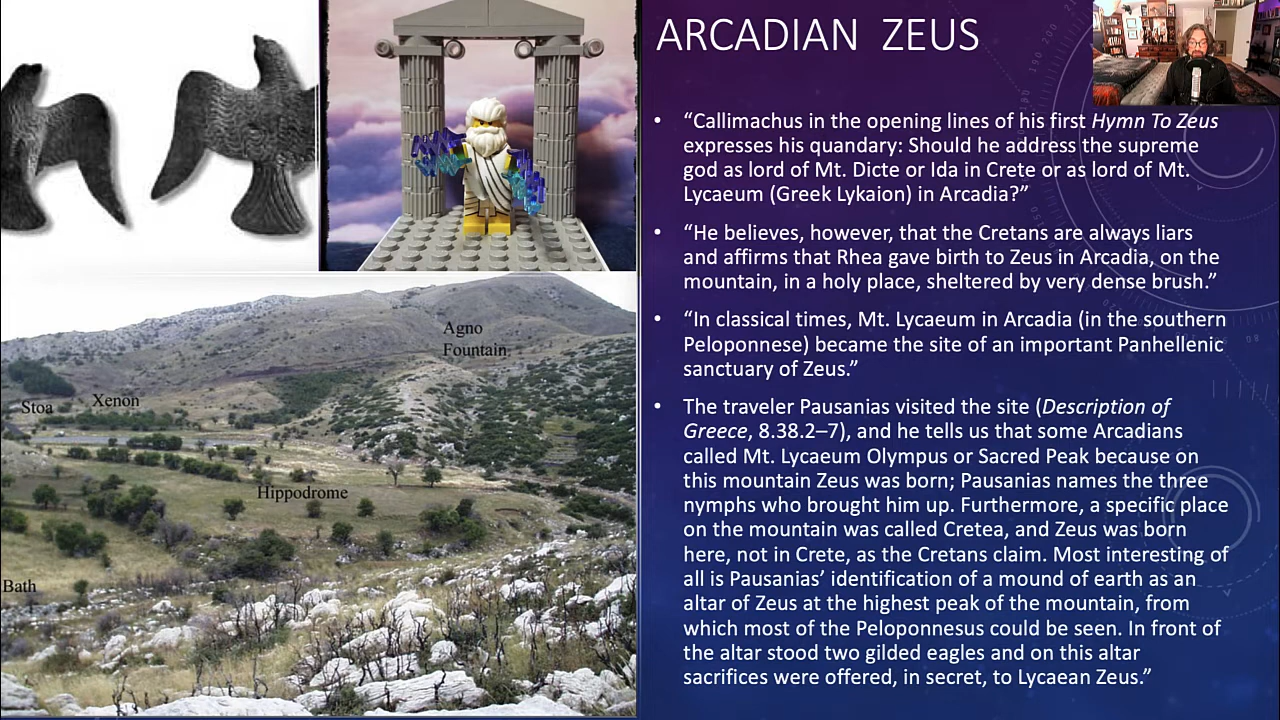 ARCADIAN ZEUS
• “Callimachus in the opening lines of his first Hymn To Zeus
expresses his quandary: Should he address the supreme
god as lord of Mt. Dicte or Ida in Crete or as lord of Mt.
Lycaeum (Greek Lykaion) in Arcadia?”
• “He believes, however, that the Cretans are always liars
and affirms that Rhea gave birth to Zeus in Arcadia, on the
mountain, in a holy place, sheltered by very dense brush.”
• “In classical times, Mt. Lycaeum in Arcadia (in the southern
Peloponnese) became the site of an important Panhellenic
sanctuary of Zeus.”
• The traveler Pausanias visited the site (Description of
Greece, 8.38.2–7), and he tells us that some Arcadians
called Mt. Lycaeum Olympus or Sacred Peak because on
this mountain Zeus was born; Pausanias names the three
nymphs who brought him up. Furthermore, a specific place
on the mountain was called Cretea, and Zeus was born
here, not in Crete, as the Cretans claim. Most interesting of
all is Pausanias’ identification of a mound of earth as an
altar of Zeus at the highest peak of the mountain, from
which most of the Peloponnesus could be seen. In front of
the altar stood two gilded eagles and on this altar
sacrifices were offered, in secret, to Lycaean Zeus.”
Agno
Fountain
Stoa
Xenon
Hippodrome
Bath